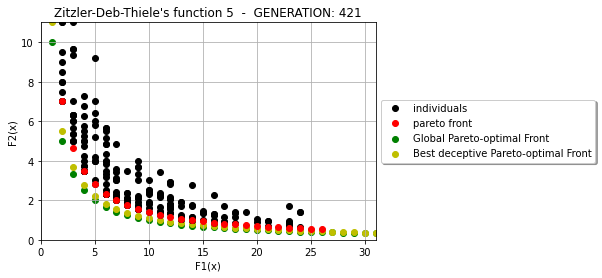 Zitzler-Deb-Thiele's function 5 - GENERATION: 421
F2(x)
10
8
6
4
2
0
0 5 10 15 20 25 30
F1(x)
individuals
pareto front
Global Pareto-optimal Front
Best deceptive Pareto-optimal Front